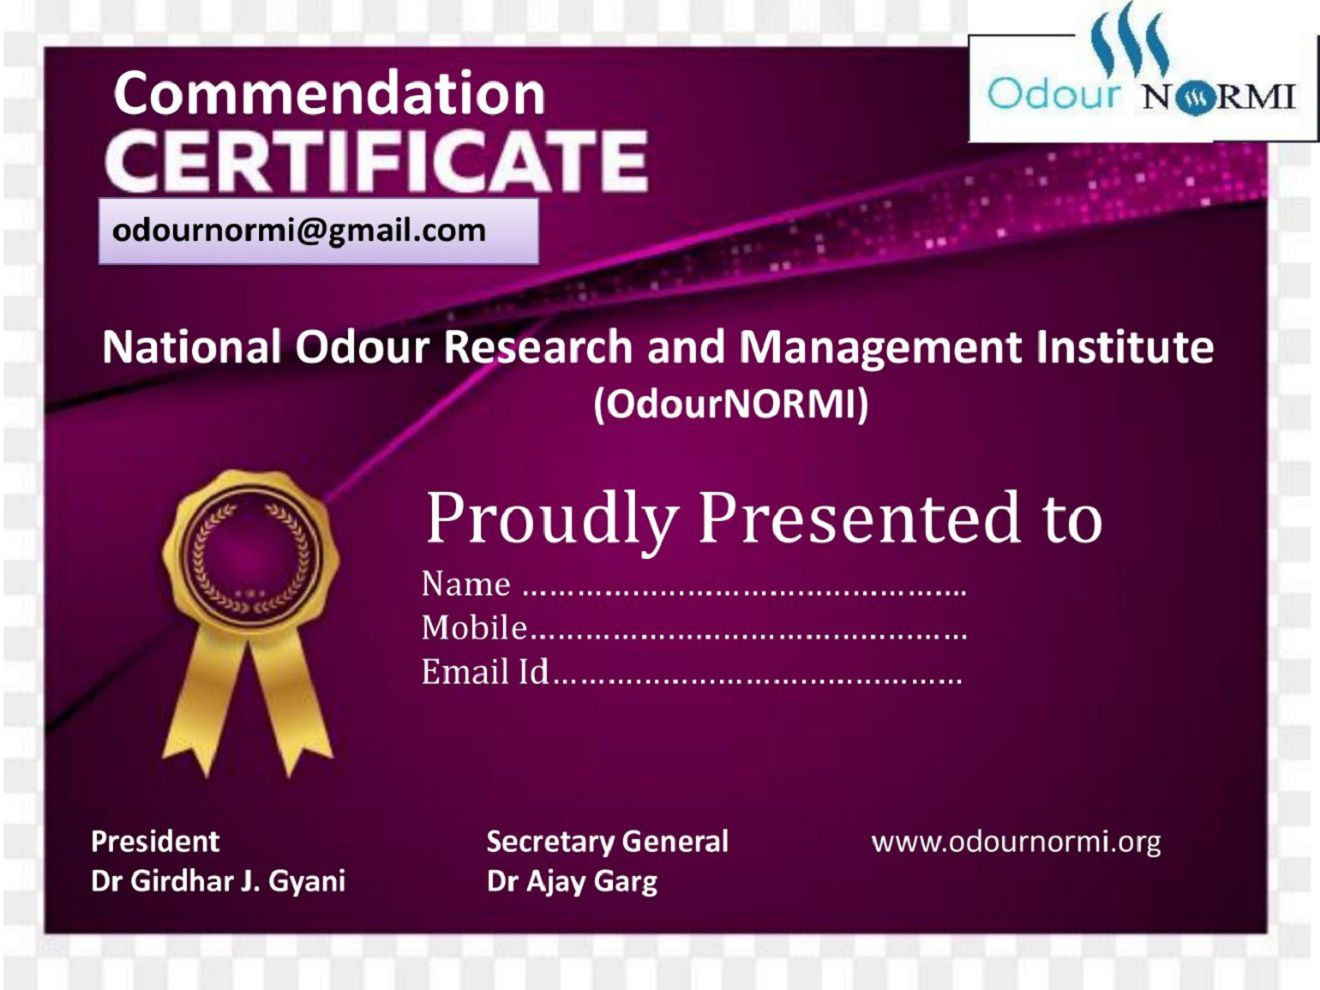 Odour NORMI
Commendation
CERTIFICATE
odournormi@gmail.com
National Odour Research and Management Institute
(OdourNORMI)
Proudly Presented to
Name ................................................
Mobile................................................
Email Id.............................................
President
Dr Girdhar J. Gyani
Secretary General
Dr Ajay Garg
www.odournormi.org